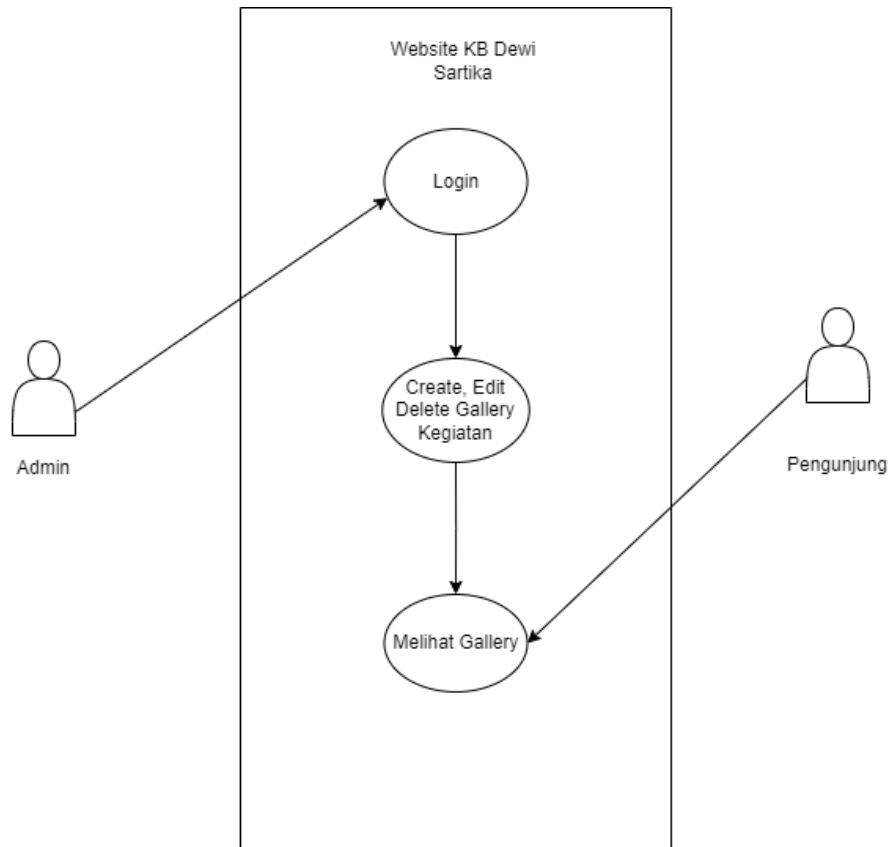 Website KB Dewi
Sartika
Login
Create, Edit
Delete Gallery
Kegiatan
Admin
Pengunjung
Melihat Gallery